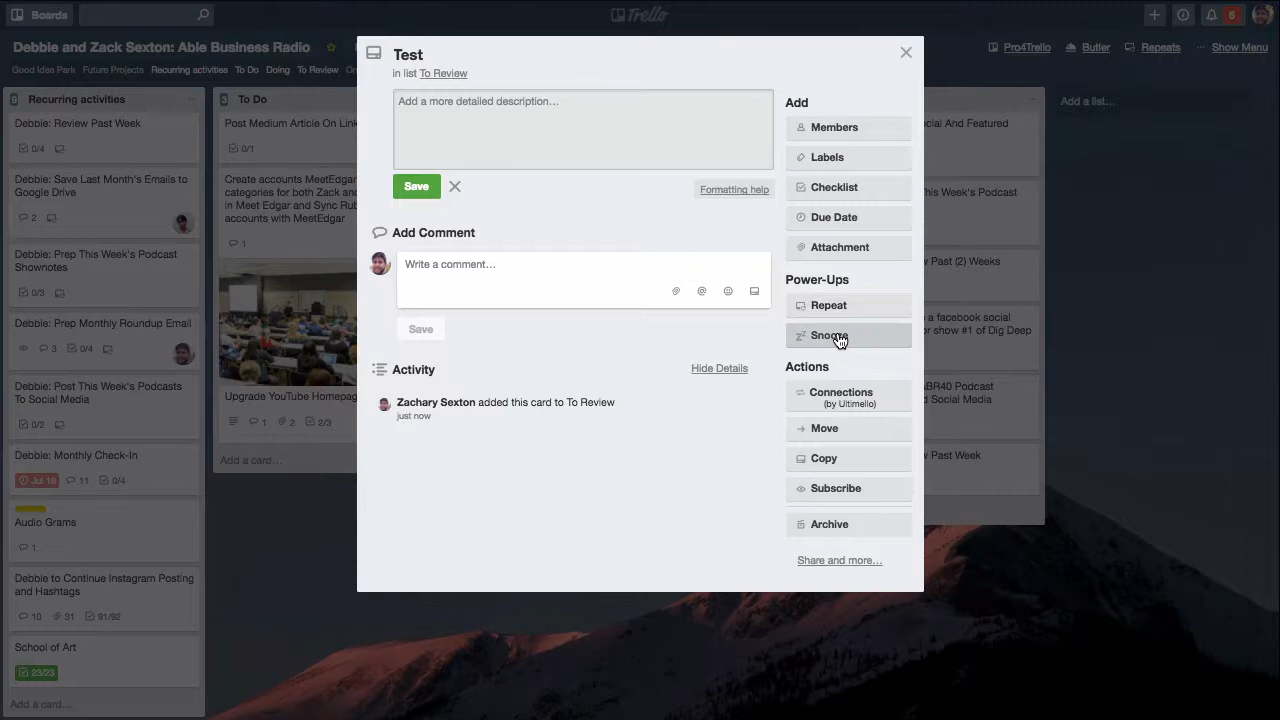 Boards
Trello
6
Debbie and Zack Sexton: Able Business Radio
Pro4Trello
Butler
Repeats
Show Menu
Good Idea Park
Future Projects
Recurring activities
To Do
Doing
To Review
Recurring activities
Debbie: Review Past Week
0/4
Debbie: Save Last Month's Emails to
Google Drive
2
Debbie: Prep This Week's Podcast
Shownotes
0/3
Debbie: Prep Monthly Roundup Email
3
0/4
Debbie: Post This Week's Podcasts
To Social Media
0/2
Debbie: Monthly Check-In
Jul 16
11
0/4
Audio Grams
1
Debbie to Continue Instagram Posting
and Hashtags
10
31
91/92
School of Art
23/23
Add a card…
To Do
Post Medium Article On Link
0/1
Create accounts MeetEdgar
categories for both Zack an
in Meet Edgar and Sync Rub
accounts with MeetEdgar
1
Upgrade YouTube Homepag
1
2
2/3
Add a card…
Test
in list To Review
Add a more detailed description…
Save
Formatting help
Add Comment
Write a comment…
Save
Activity
Hide Details
Zachary Sexton added this card to To Review
just now
Add
Members
Labels
Checklist
Due Date
Attachment
Power-Ups
Repeat
Snooze
Actions
Connections
(by Ultimello)
Move
Copy
Subscribe
Archive
Share and more…
ocial And Featured
This Week's Podcast
w Past (2) Weeks
a facebook social
or show #1 of Dig Deep
ABR40 Podcast
d Social Media
w Past Week
Add a list…